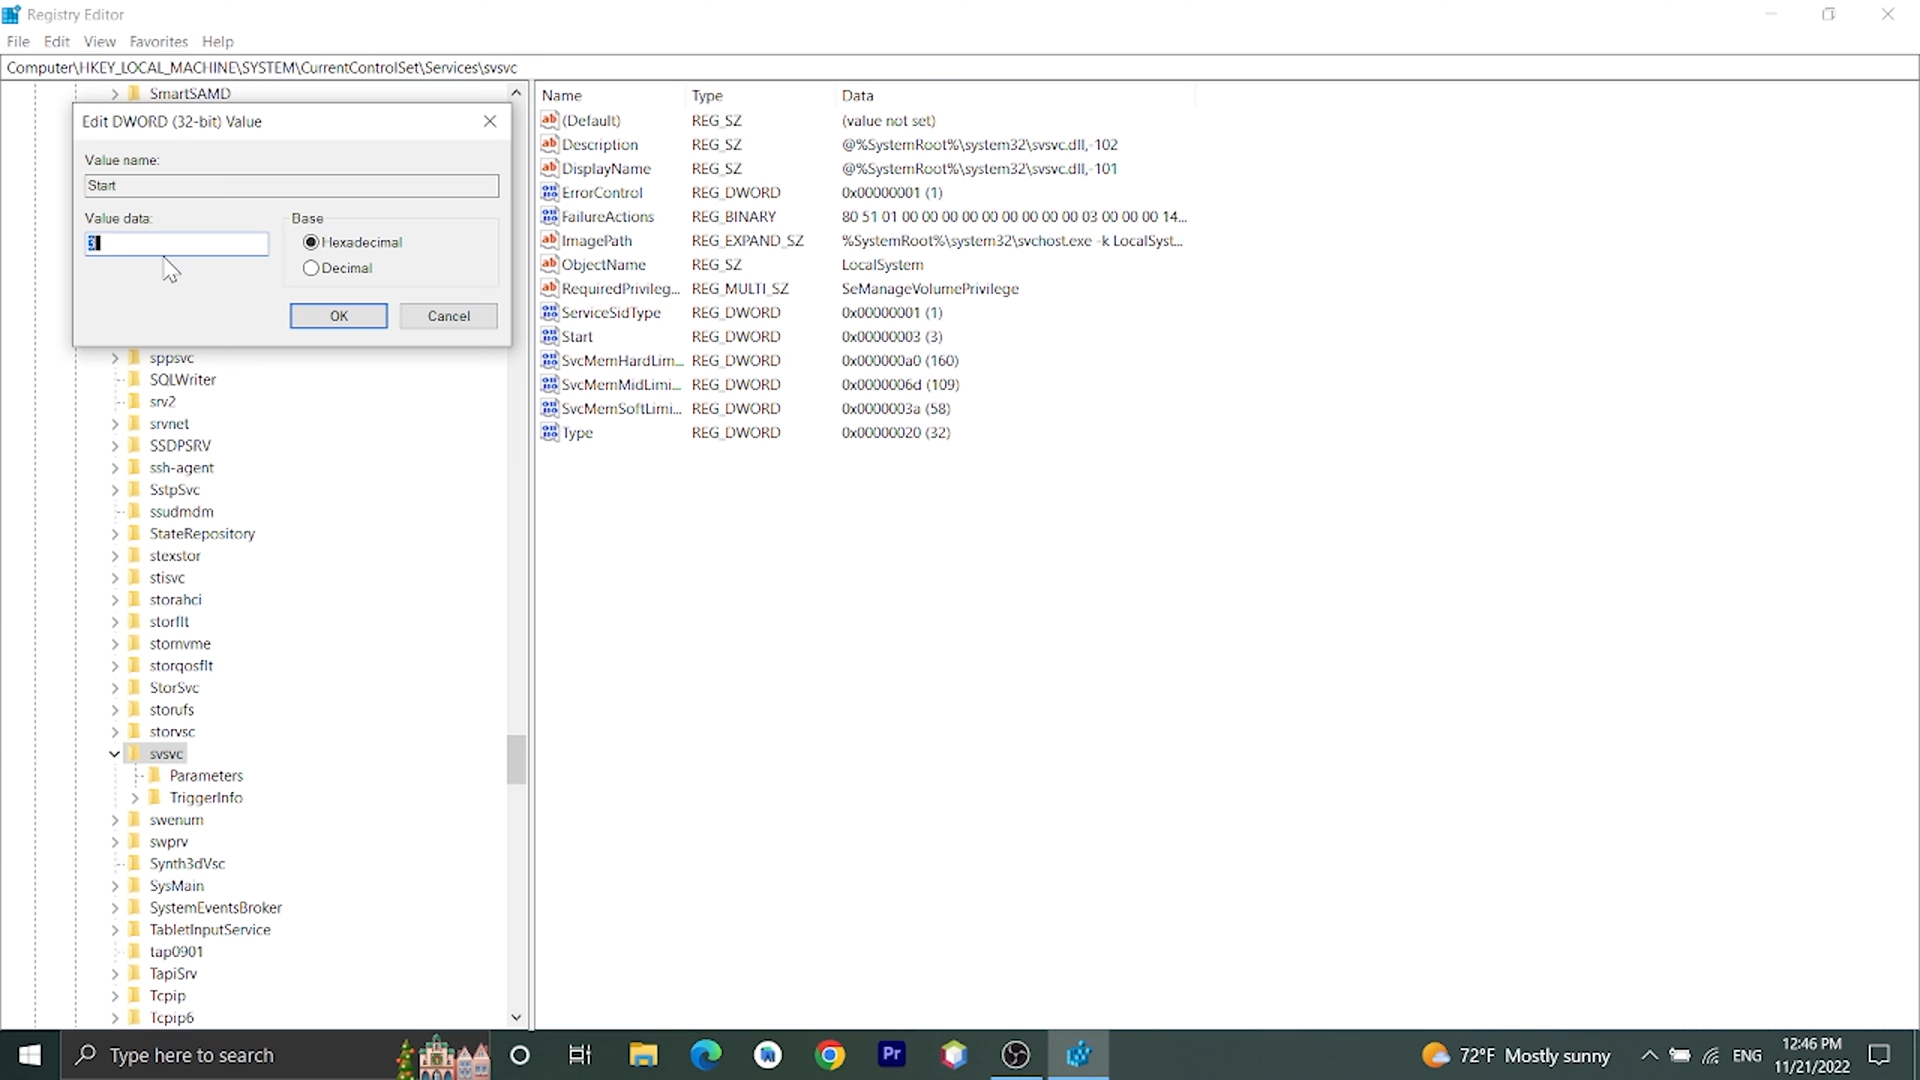 Registry Editor
File Edit View Favorites Help
Computer\HKEY_LOCAL_MACHINE\SYSTEM\CurrentControlSet\Services\svsvc
SmartSAMD
Edit DWORD (32-bit) Value
Value name:
Start
Value data:
3
Base
Hexadecimal
Decimal
OK Cancel
sppsvc
SQLWriter
srv2
srvnet
SSDPSRV
ssh-agent
SstpSvc
ssudmdm
StateRepository
stexstor
stisvc
storahci
storflt
stornvme
storqosflt
StorSvc
storufs
storvsc
svsvc
Parameters
TriggerInfo
swenum
swprv
Synth3dVsc
SysMain
SystemEventsBroker
TabletInputService
tap0901
TapiSrv
Tcpip
Tcpip6
Name Type Data
(Default) REG_SZ (value not set)
Description REG_SZ @%SystemRoot%\system32\svsvc.dll,-102
DisplayName REG_SZ @%SystemRoot%\system32\svsvc.dll,-101
ErrorControl REG_DWORD 0x00000001 (1)
FailureActions REG_BINARY 80 51 01 00 00 00 00 00 00 00 00 00 03 00 00 00 14...
ImagePath REG_EXPAND_SZ %SystemRoot%\system32\svchost.exe -k LocalSyst...
ObjectName REG_SZ LocalSystem
RequiredPrivileg... REG_MULTI_SZ SeManageVolumePrivilege
ServiceSidType REG_DWORD 0x00000001 (1)
Start REG_DWORD 0x00000003 (3)
SvcMemHardLim... REG_DWORD 0x000000a0 (160)
SvcMemMidLimi... REG_DWORD 0x0000006d (109)
SvcMemSoftLimi... REG_DWORD 0x0000003a (58)
Type REG_DWORD 0x00000020 (32)
Type here to search
Pr
72°F Mostly sunny
ENG
12:46 PM
11/21/2022